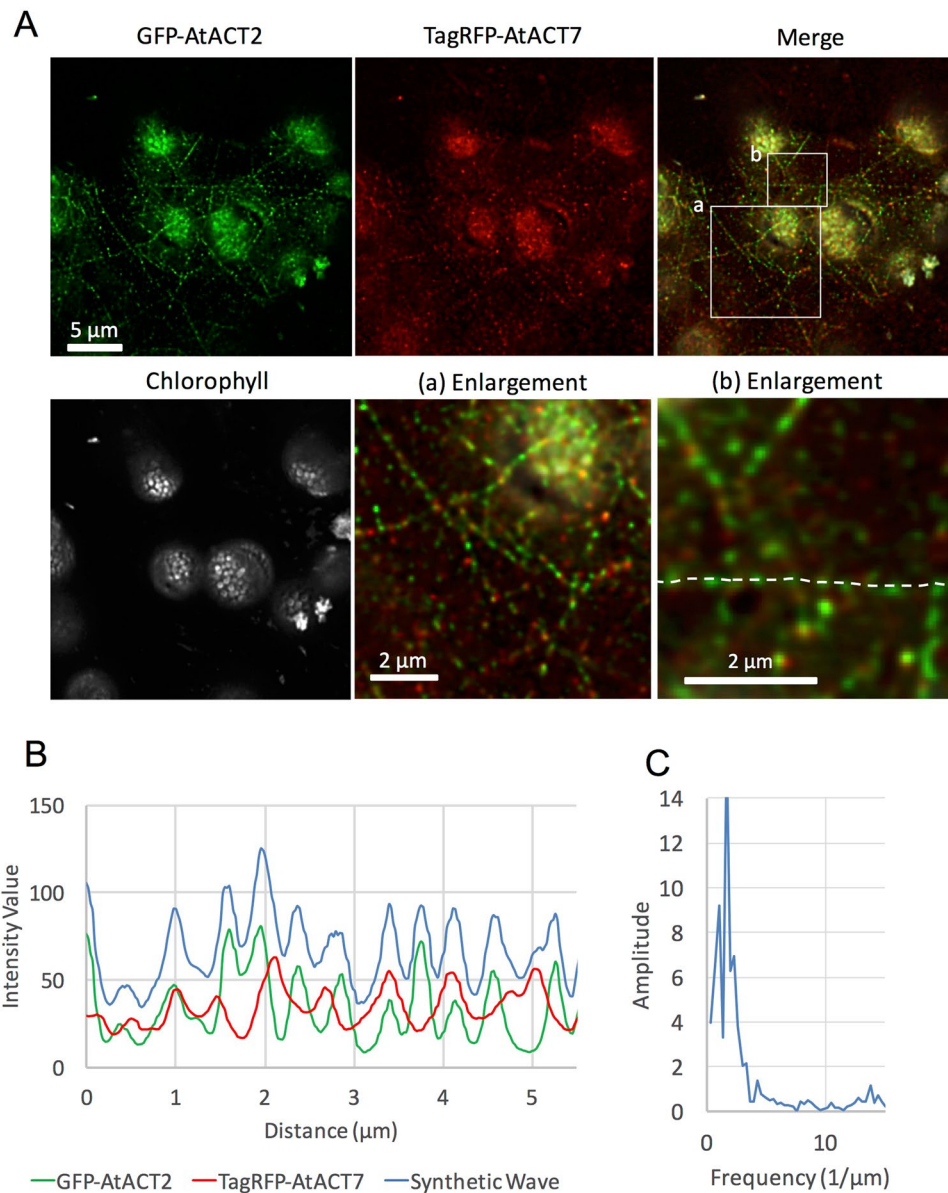 A
GFP-AtACT2 TagRFP-AtACT7 Merge
b
a
5 μm
Chlorophyll (a) Enlargement (b) Enlargement
2 μm 2 μm
B
150
100
50
0
Intensity Value
0 1 2 3 4 5
Distance (μm)
GFP-AtACT2 TagRFP-AtACT7 Synthetic Wave
C
14
12
10
8
6
4
2
0
Amplitude
0 10
Frequency (1/μm)